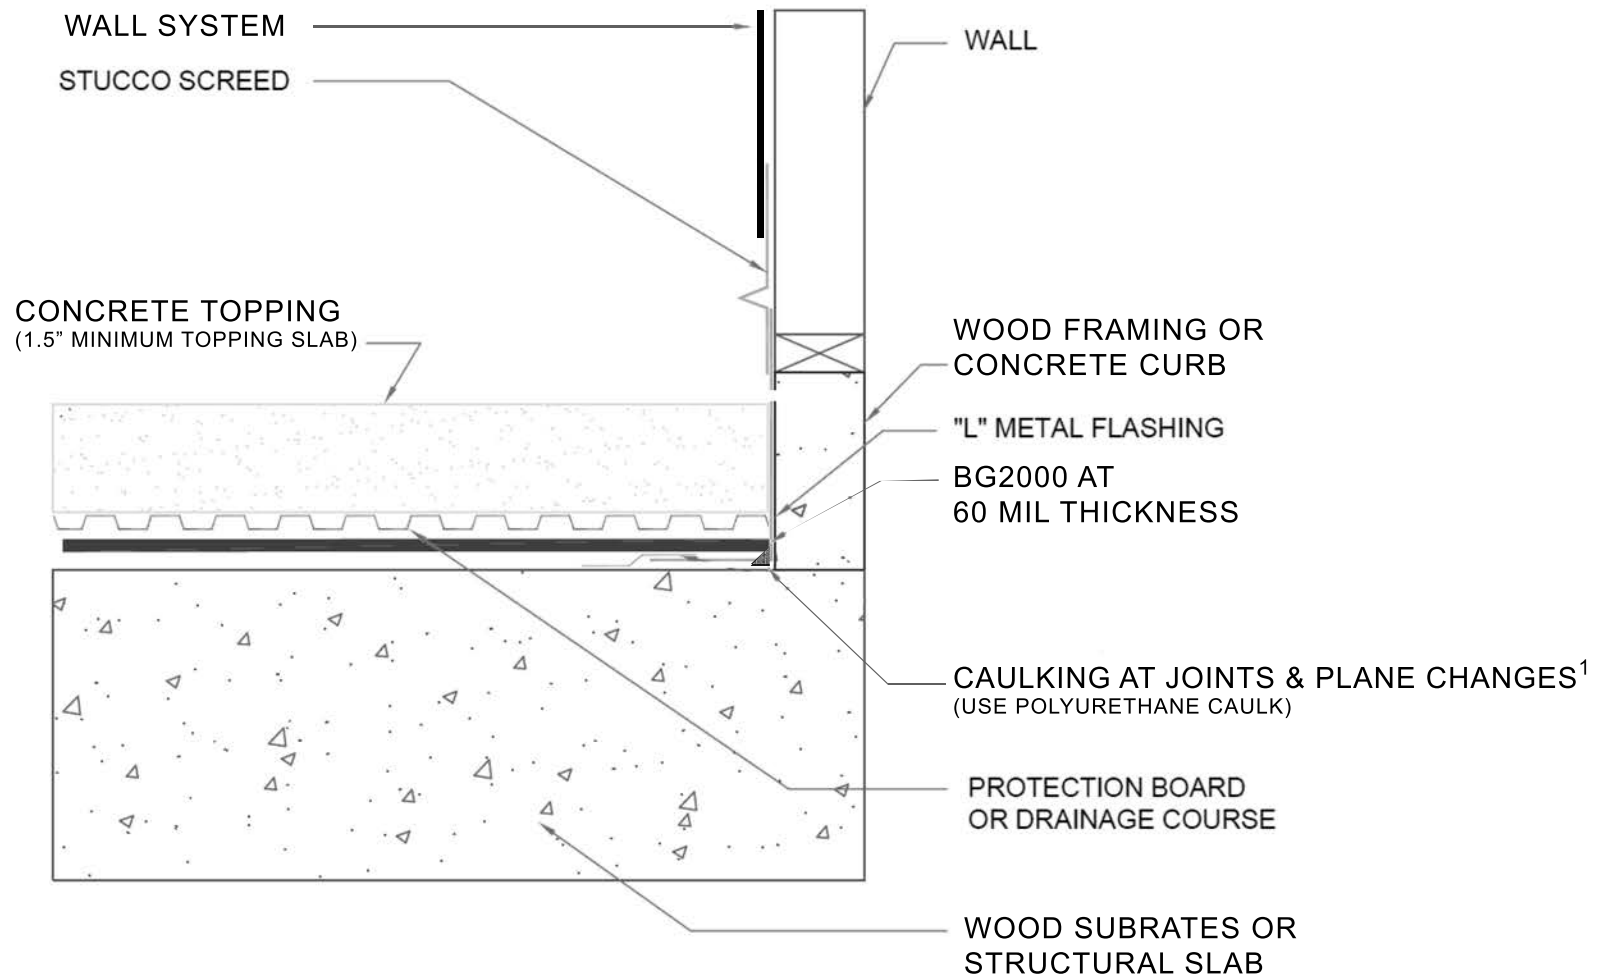 WALL SYSTEM
STUCCO SCREED
WALL
CONCRETE TOPPING
(1.5” MINIMUM TOPPING SLAB)
WOOD FRAMING OR
CONCRETE CURB
"L" METAL FLASHING
BG2000 AT
60 MIL THICKNESS
CAULKING AT JOINTS & PLANE CHANGES¹
(USE POLYURETHANE CAULK)
PROTECTION BOARD
OR DRAINAGE COURSE
WOOD SUBRATES OR
STRUCTURAL SLAB